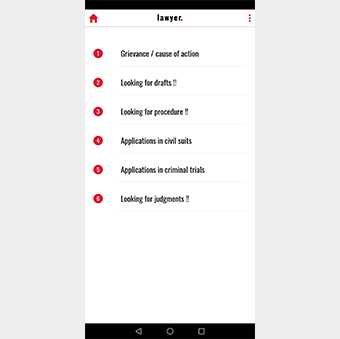 lawyer.
1 Grievance / cause of action
2 Looking for drafts !!
3 Looking for procedure !!
4 Applications in civil suits
5 Applications in criminal trials
6 Looking for judgments !!